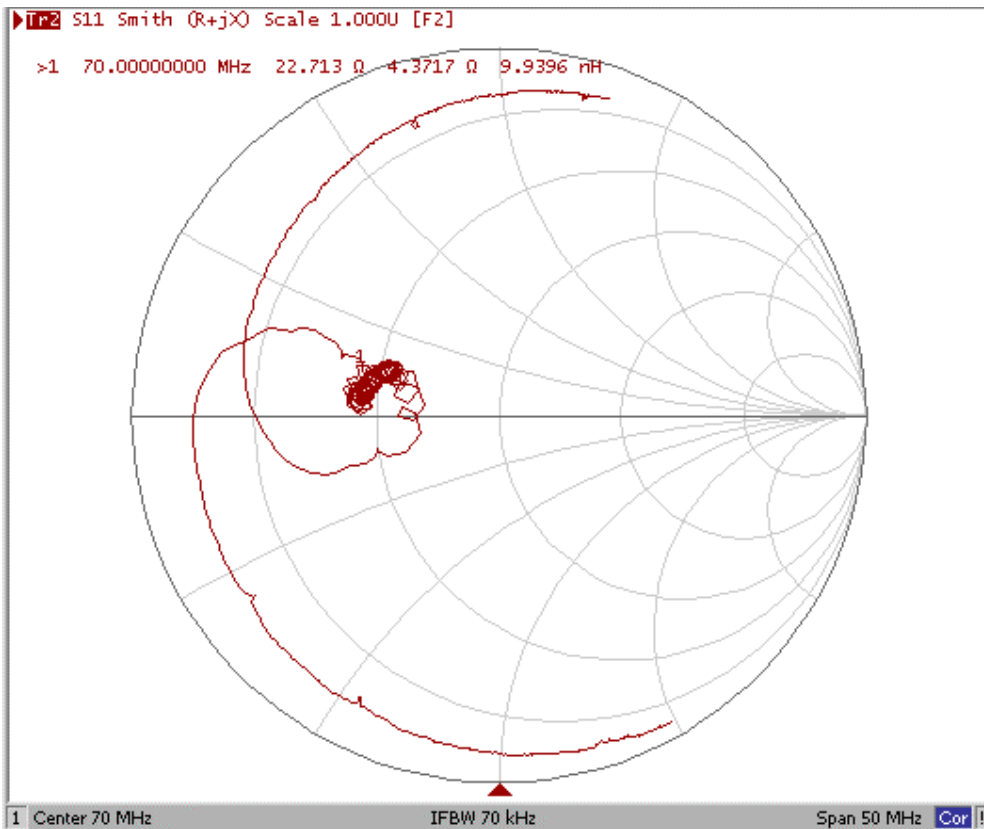 Tr2 S11 Smith (R+jX) Scale 1.000U [F2]
>1 70.00000000 MHz 22.713 Ω 4.3717 Ω 9.9396 nH
1
1 Center 70 MHz IFBW 70 kHz Span 50 MHz Cor !